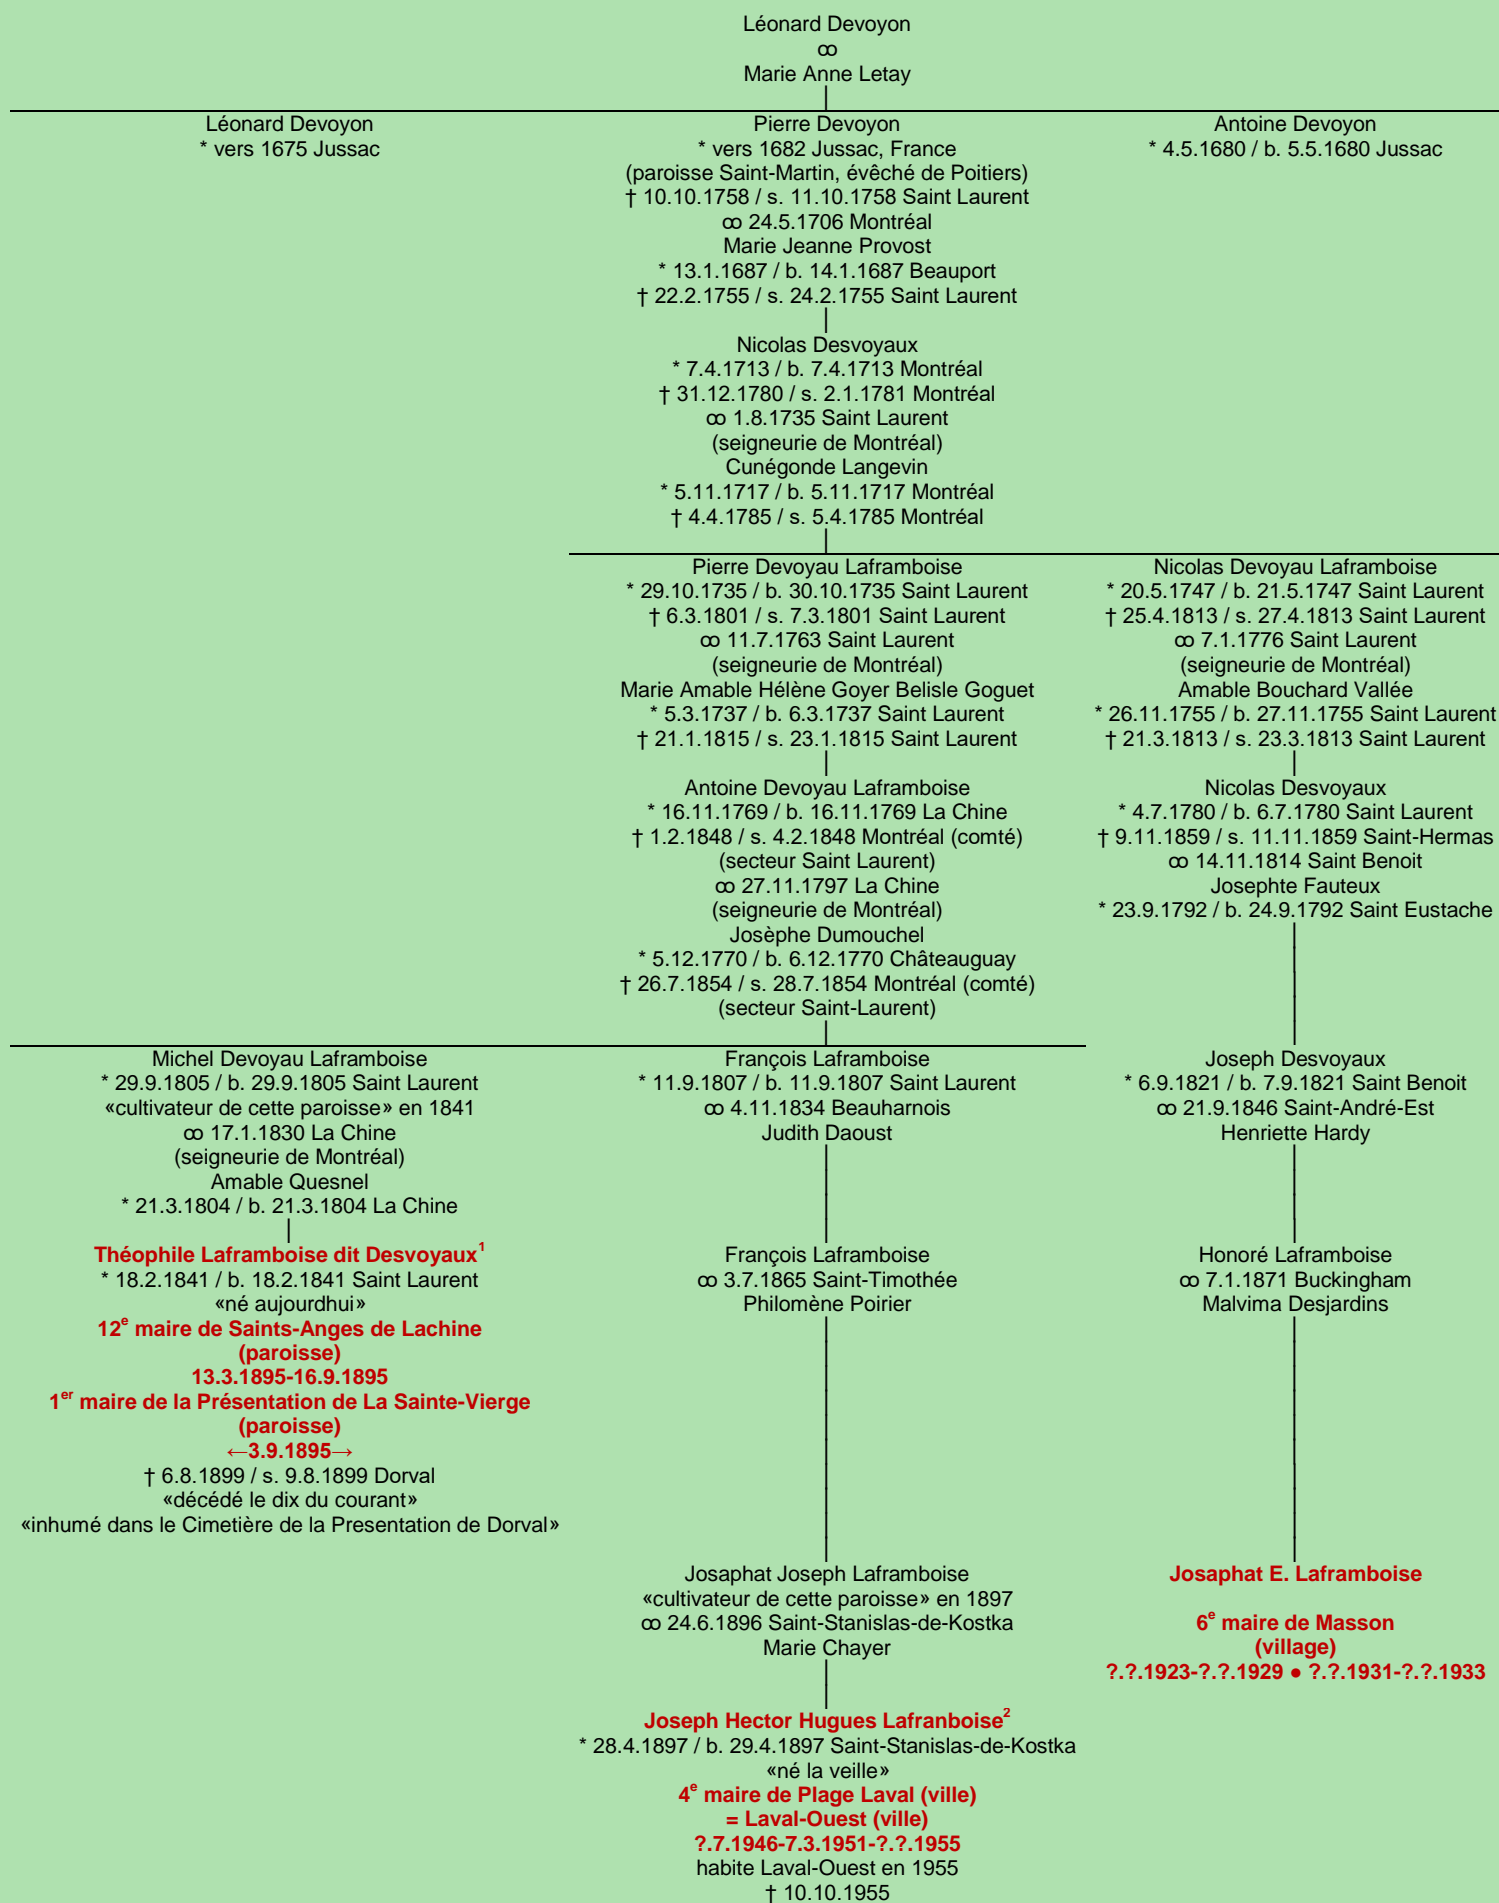 Léonard Devoyon
ꝏ
Marie Anne Letay
Léonard Devoyon
* vers 1675 Jussac
Pierre Devoyon
* vers 1682 Jussac, France
(paroisse Saint-Martin, évêché de Poitiers)
† 10.10.1758 / s. 11.10.1758 Saint Laurent
ꝏ 24.5.1706 Montréal
Marie Jeanne Provost
* 13.1.1687 / b. 14.1.1687 Beauport
† 22.2.1755 / s. 24.2.1755 Saint Laurent
Antoine Devoyon
* 4.5.1680 / b. 5.5.1680 Jussac
Nicolas Desvoyaux
* 7.4.1713 / b. 7.4.1713 Montréal
† 31.12.1780 / s. 2.1.1781 Montréal
ꝏ 1.8.1735 Saint Laurent
(seigneurie de Montréal)
Cunégonde Langevin
* 5.11.1717 / b. 5.11.1717 Montréal
† 4.4.1785 / s. 5.4.1785 Montréal
Pierre Devoyau Laframboise
* 29.10.1735 / b. 30.10.1735 Saint Laurent
† 6.3.1801 / s. 7.3.1801 Saint Laurent
ꝏ 11.7.1763 Saint Laurent
(seigneurie de Montréal)
Marie Amable Hélène Goyer Belisle Goguet
* 5.3.1737 / b. 6.3.1737 Saint Laurent
† 21.1.1815 / s. 23.1.1815 Saint Laurent
Nicolas Devoyau Laframboise
* 20.5.1747 / b. 21.5.1747 Saint Laurent
† 25.4.1813 / s. 27.4.1813 Saint Laurent
ꝏ 7.1.1776 Saint Laurent
(seigneurie de Montréal)
Amable Bouchard Vallée
* 26.11.1755 / b. 27.11.1755 Saint Laurent
† 21.3.1813 / s. 23.3.1813 Saint Laurent
Antoine Devoyau Laframboise
* 16.11.1769 / b. 16.11.1769 La Chine
† 1.2.1848 / s. 4.2.1848 Montréal (comté)
(secteur Saint Laurent)
ꝏ 27.11.1797 La Chine
(seigneurie de Montréal)
Josèphe Dumouchel
* 5.12.1770 / b. 6.12.1770 Châteauguay
† 26.7.1854 / s. 28.7.1854 Montréal (comté)
(secteur Saint-Laurent)
Nicolas Desvoyaux
* 4.7.1780 / b. 6.7.1780 Saint Laurent
† 9.11.1859 / s. 11.11.1859 Saint-Hermas
ꝏ 14.11.1814 Saint Benoit
Josephte Fauteux
* 23.9.1792 / b. 24.9.1792 Saint Eustache
Michel Devoyau Laframboise
* 29.9.1805 / b. 29.9.1805 Saint Laurent
«cultivateur de cette paroisse» en 1841
ꝏ 17.1.1830 La Chine
(seigneurie de Montréal)
Amable Quesnel
* 21.3.1804 / b. 21.3.1804 La Chine
François Laframboise
* 11.9.1807 / b. 11.9.1807 Saint Laurent
ꝏ 4.11.1834 Beauharnois
Judith Daoust
Joseph Desvoyaux
* 6.9.1821 / b. 7.9.1821 Saint Benoit
ꝏ 21.9.1846 Saint-André-Est
Henriette Hardy
Théophile Laframboise dit Desvoyaux¹
* 18.2.1841 / b. 18.2.1841 Saint Laurent
«né aujourdhui»
12ᵉ maire de Saints-Anges de Lachine
(paroisse)
13.3.1895-16.9.1895
1ᵉʳ maire de la Présentation de La Sainte-Vierge
(paroisse)
←3.9.1895→
† 6.8.1899 / s. 9.8.1899 Dorval
«décédé le dix du courant»
«inhumé dans le Cimetière de la Presentation de Dorval»
François Laframboise
ꝏ 3.7.1865 Saint-Timothée
Philomène Poirier
Honoré Laframboise
ꝏ 7.1.1871 Buckingham
Malvima Desjardins
Josaphat Joseph Laframboise
«cultivateur de cette paroisse» en 1897
ꝏ 24.6.1896 Saint-Stanislas-de-Kostka
Marie Chayer
Josaphat E. Laframboise
6ᵉ maire de Masson
(village)
?.?.1923-?.?.1929 ● ?.?.1931-?.?.1933
Joseph Hector Hugues Lafranboise²
* 28.4.1897 / b. 29.4.1897 Saint-Stanislas-de-Kostka
«né la veille»
4ᵉ maire de Plage Laval (ville)
= Laval-Ouest (ville)
?.7.1946-7.3.1951-?.?.1955
habite Laval-Ouest en 1955
† 10.10.1955